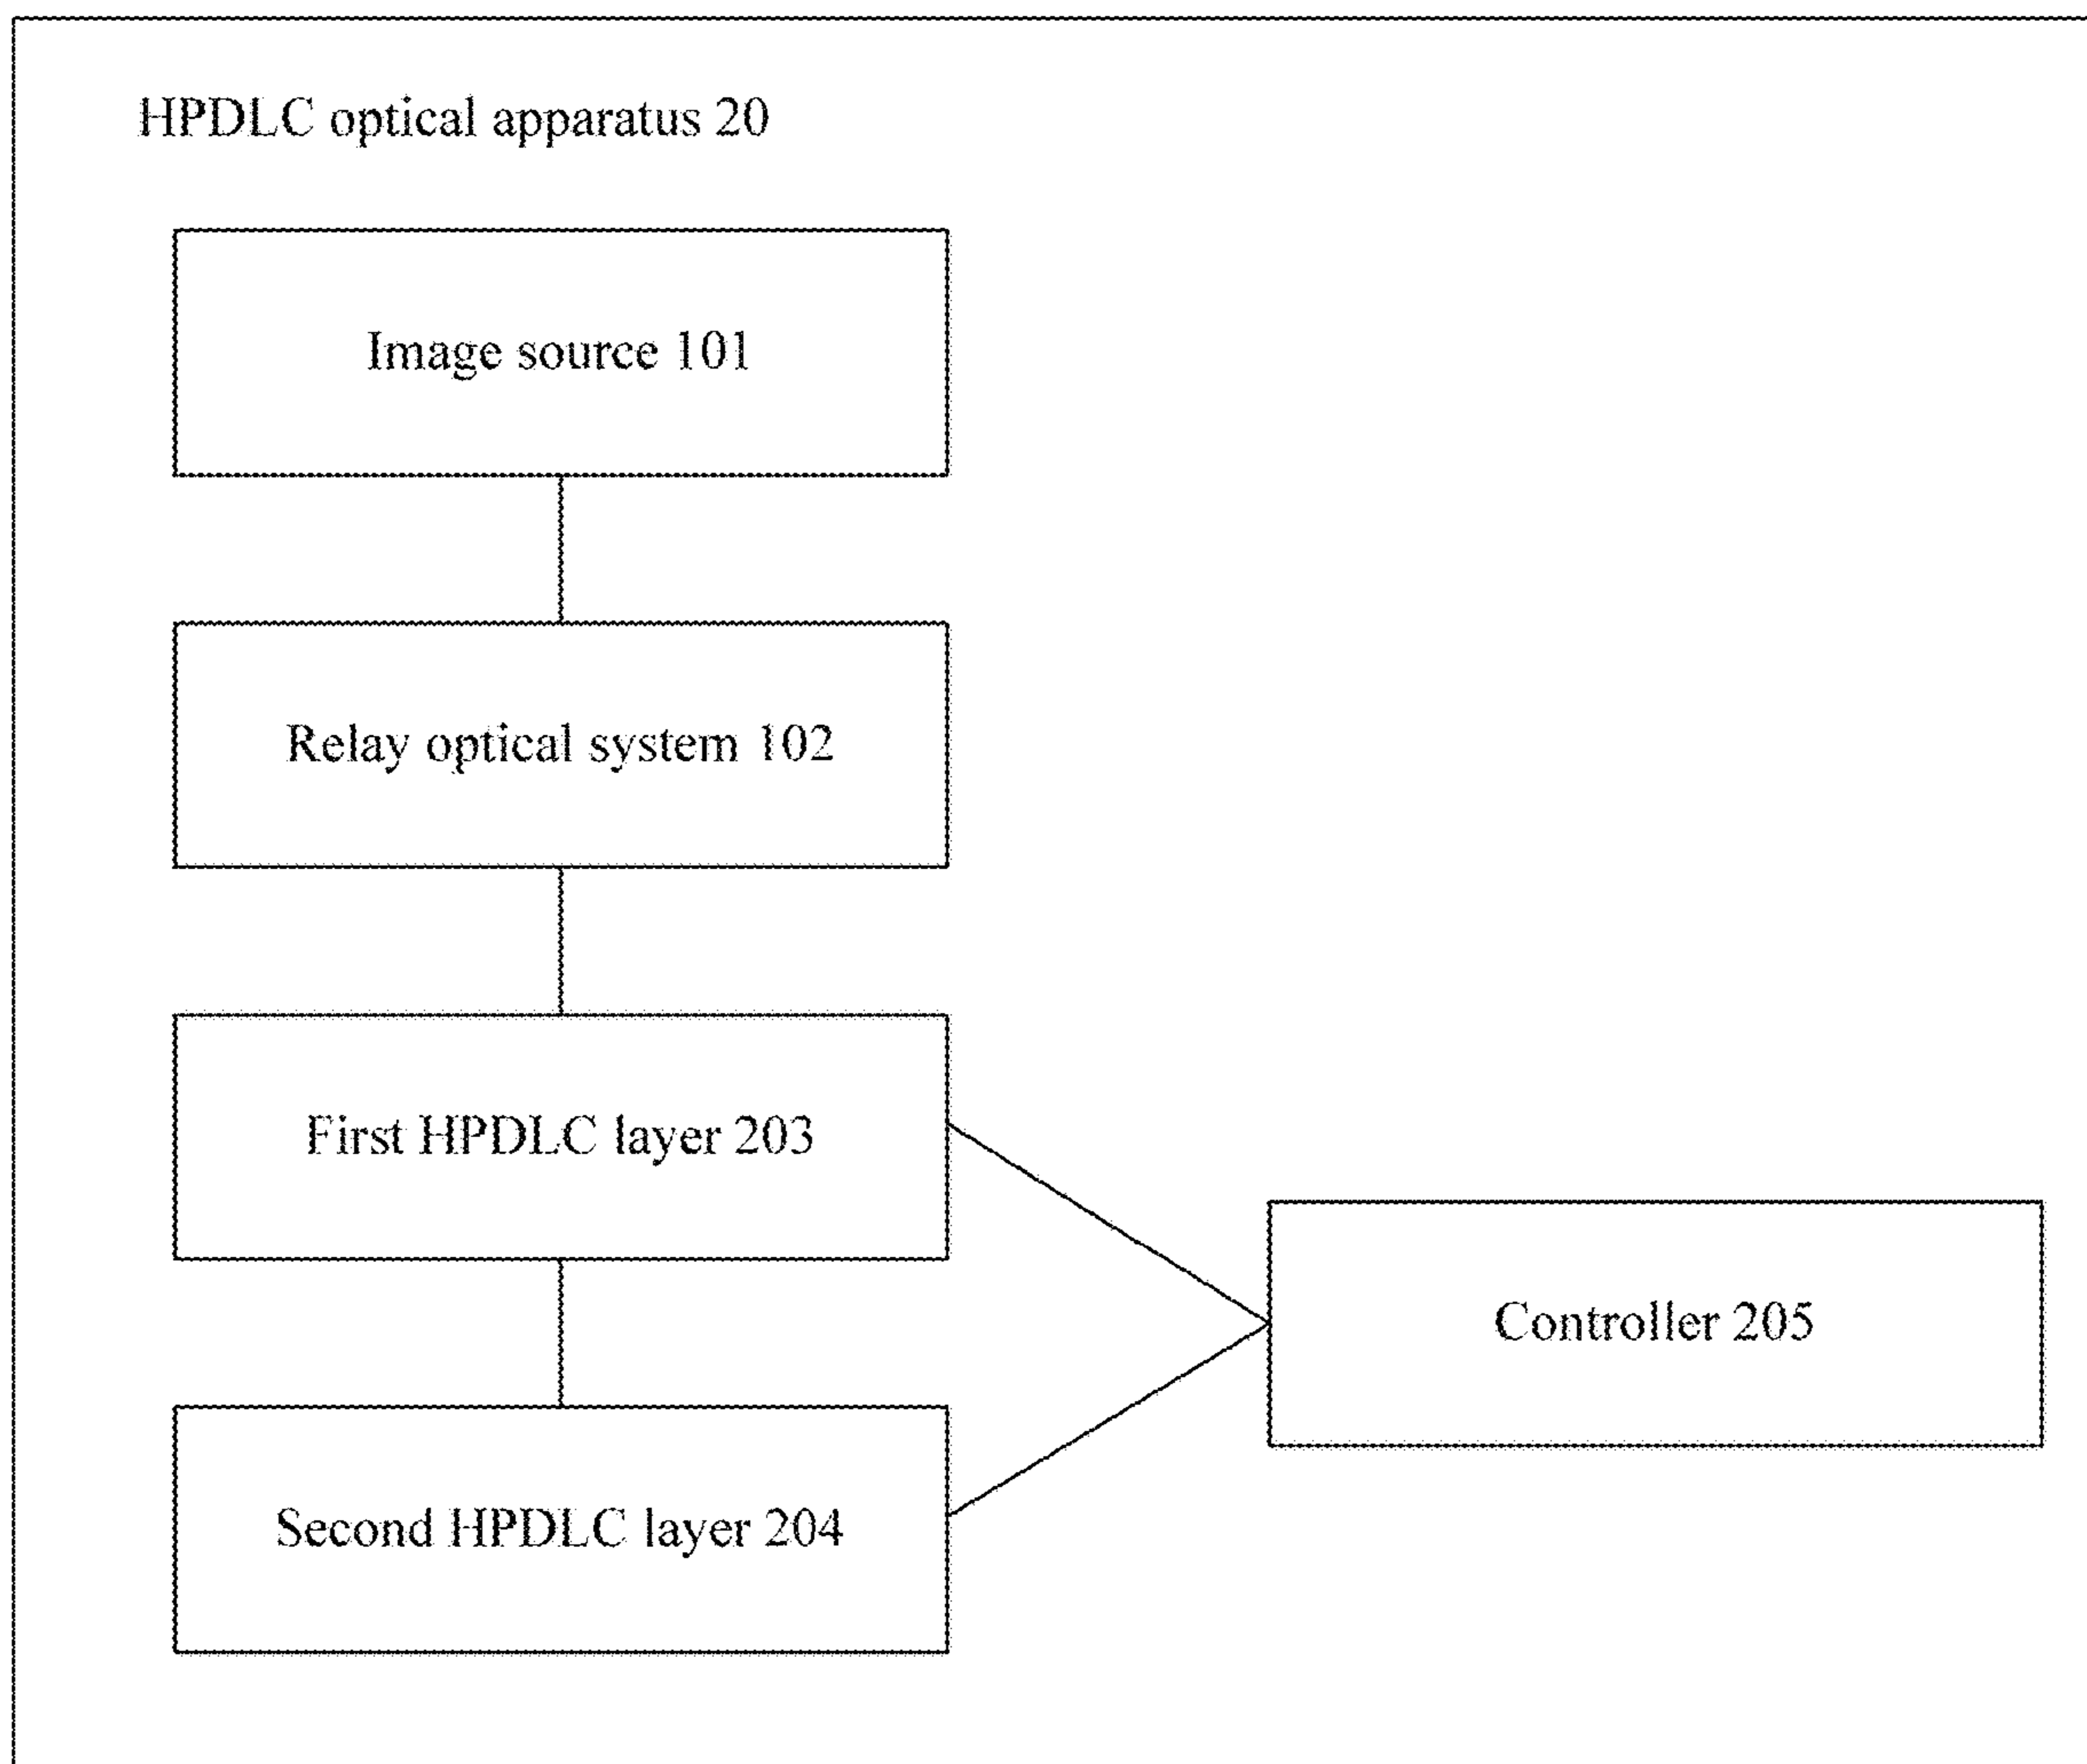 HPDLC optical apparatus 20
Image source 101
Relay optical system 102
First HPDLC layer 203
Controller 205
Second HPDLC layer 204